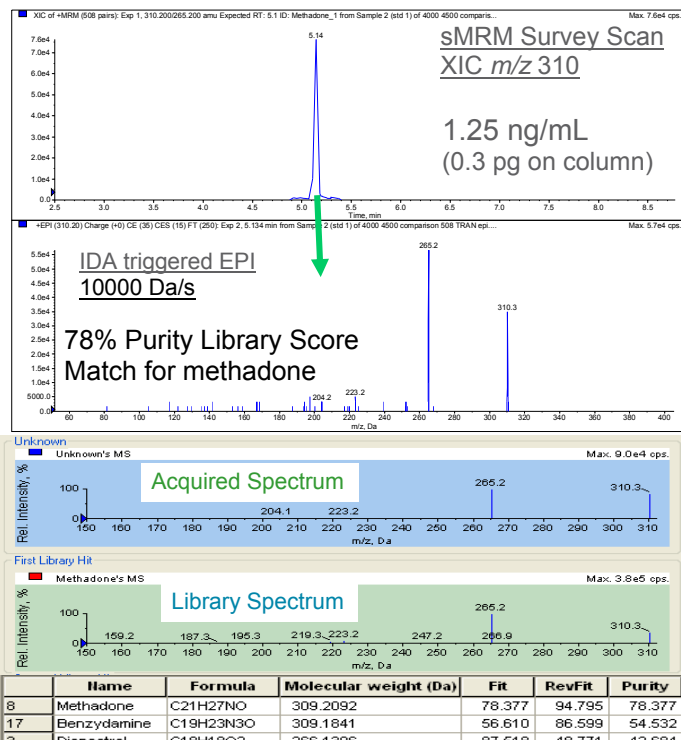 XIC of +MRM (508 pairs): Exp 1, 310.200/265.200 amu Expected RT: 5.1 ID: Methadone_1 from Sample 2 (std 1) of 4000 4500 comparis... Max. 7.6e4 cps.
5.14
sMRM Survey Scan
XIC m/z 310
1.25 ng/mL
(0.3 pg on column)
7.6e4
7.0e4
6.0e4
5.0e4
4.0e4
3.0e4
2.0e4
1.0e4
0.0
2.5 3.0 3.5 4.0 4.5 5.0 5.5 6.0 6.5 7.0 7.5 8.0 8.5
Time, min
+EPI (310.20) Charge (+0) CE (35) CES (15) FT (250): Exp 2, 5.134 min from Sample 2 (std 1) of 4000 4500 comparison 508 TRAN epi.... Max. 5.7e4 cps.
265.2
IDA triggered EPI
10000 Da/s
310.3
78% Purity Library Score
Match for methadone
204.2 223.2
5.5e4
5.0e4
4.5e4
4.0e4
3.5e4
3.0e4
2.5e4
2.0e4
1.5e4
1.0e4
5000.0
0.0
60 80 100 120 140 160 180 200 220 240 260 280 300 320 340 360 380 400
m/z, Da
Unknown
Unknown's MS Max. 9.0e4 cps.
Rel. Intensity, %
100
0
Acquired Spectrum
204.1 223.2 265.2 310.3
150 160 170 180 190 200 210 220 230 240 250 260 270 280 290 300 310
m/z, Da
First Library Hit
Methadone's MS Max. 3.8e5 cps.
Rel. Intensity, %
100
0
Library Spectrum
159.2 187.3 195.3 219.3 223.2 247.2 265.2 266.9 310.3
150 160 170 180 190 200 210 220 230 240 250 260 270 280 290 300 310
m/z, Da
Name Formula Molecular weight (Da) Fit RevFit Purity
8 Methadone C21H27NO 309.2092 78.377 94.795 78.377
17 Benzydamine C19H23N3O 309.1841 56.610 86.599 54.532